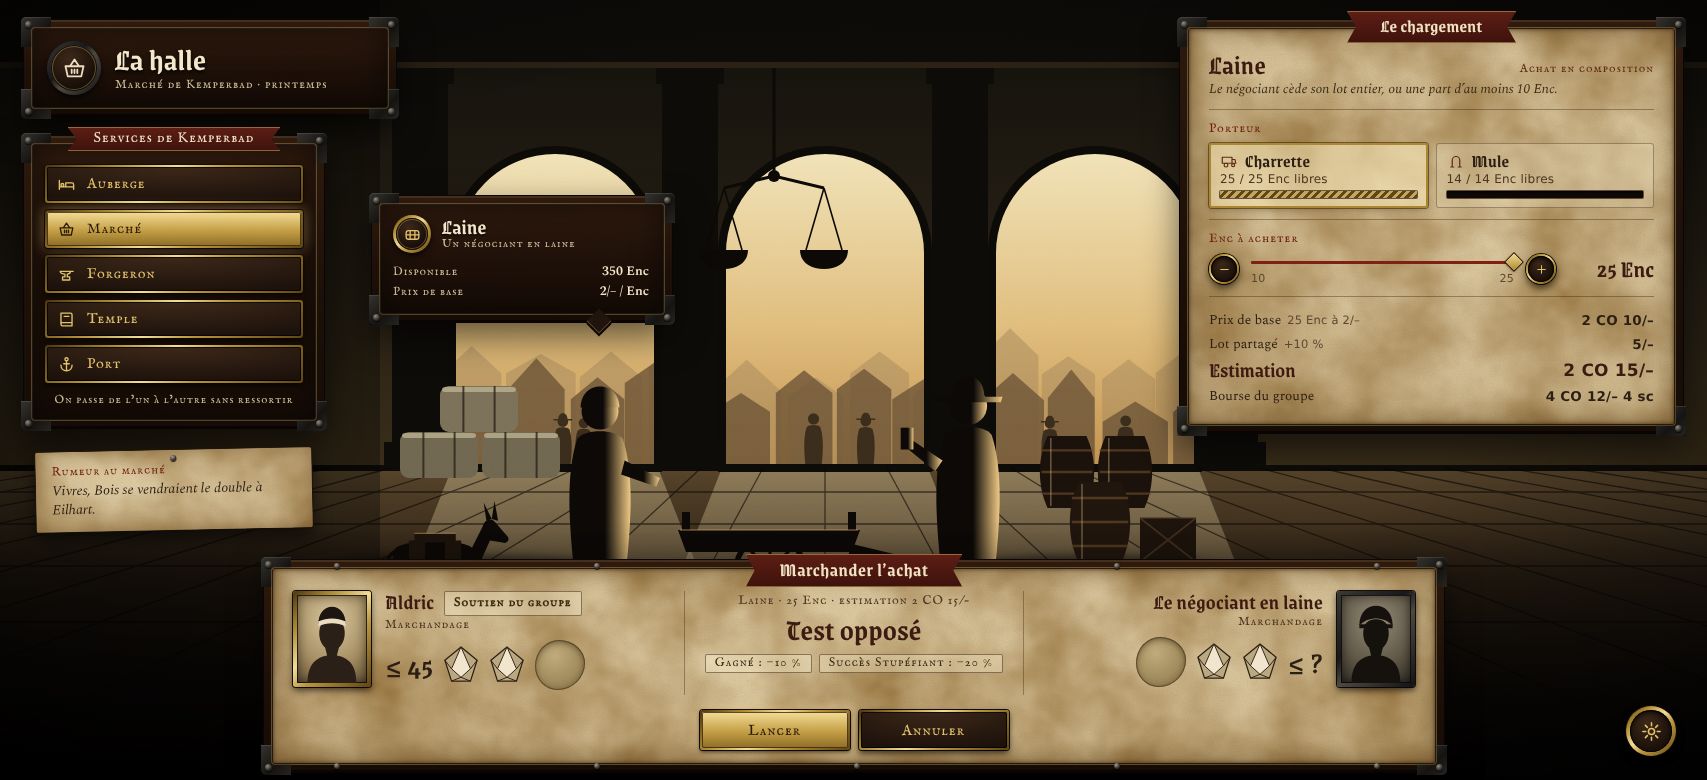 La halle
Marché de Kemperbad · printemps
Services de Kemperbad
Auberge
Marché
Forgeron
Temple
Port
On passe de l'un à l'autre sans ressortir
Rumeur au marché
Vivres, Bois se vendraient le double à
Eilhart.
Laine
Un négociant en laine
Disponible 350 Enc
Prix de base 2/– / Enc
Le chargement
Laine Achat en composition
Le négociant cède son lot entier, ou une part d'au moins 10 Enc.
Porteur
Charrette
25 / 25 Enc libres
Mule
14 / 14 Enc libres
Enc à acheter
− + 25 Enc
10 25
Prix de base 25 Enc à 2/– 2 CO 10/–
Lot partagé +10 % 5/–
Estimation 2 CO 15/–
Bourse du groupe 4 CO 12/– 4 sc
Marchander l'achat
Aldric Soutien du groupe
Marchandage
≤ 45
Laine · 25 Enc · estimation 2 CO 15/–
Test opposé
Gagné : −10 % Succès Stupéfiant : −20 %
Le négociant en laine
Marchandage
≤ ?
Lancer Annuler